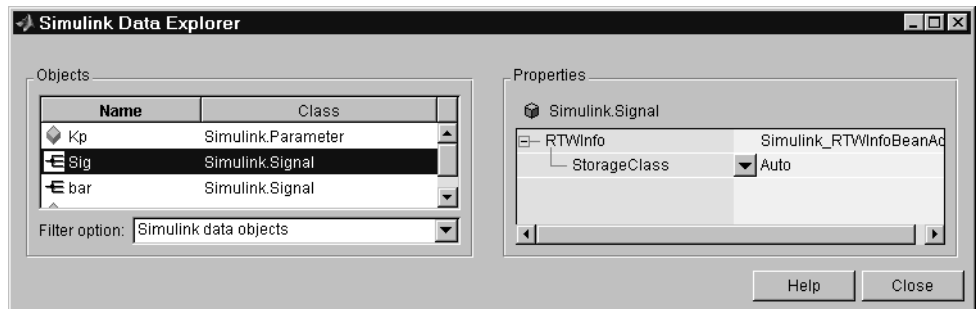 Simulink Data Explorer
Objects
Name Class
Kp Simulink.Parameter
Sig Simulink.Signal
bar Simulink.Signal
Filter option: Simulink data objects
Properties
Simulink.Signal
RTWInfo Simulink_RTWInfoBeanAd
StorageClass Auto
Help Close